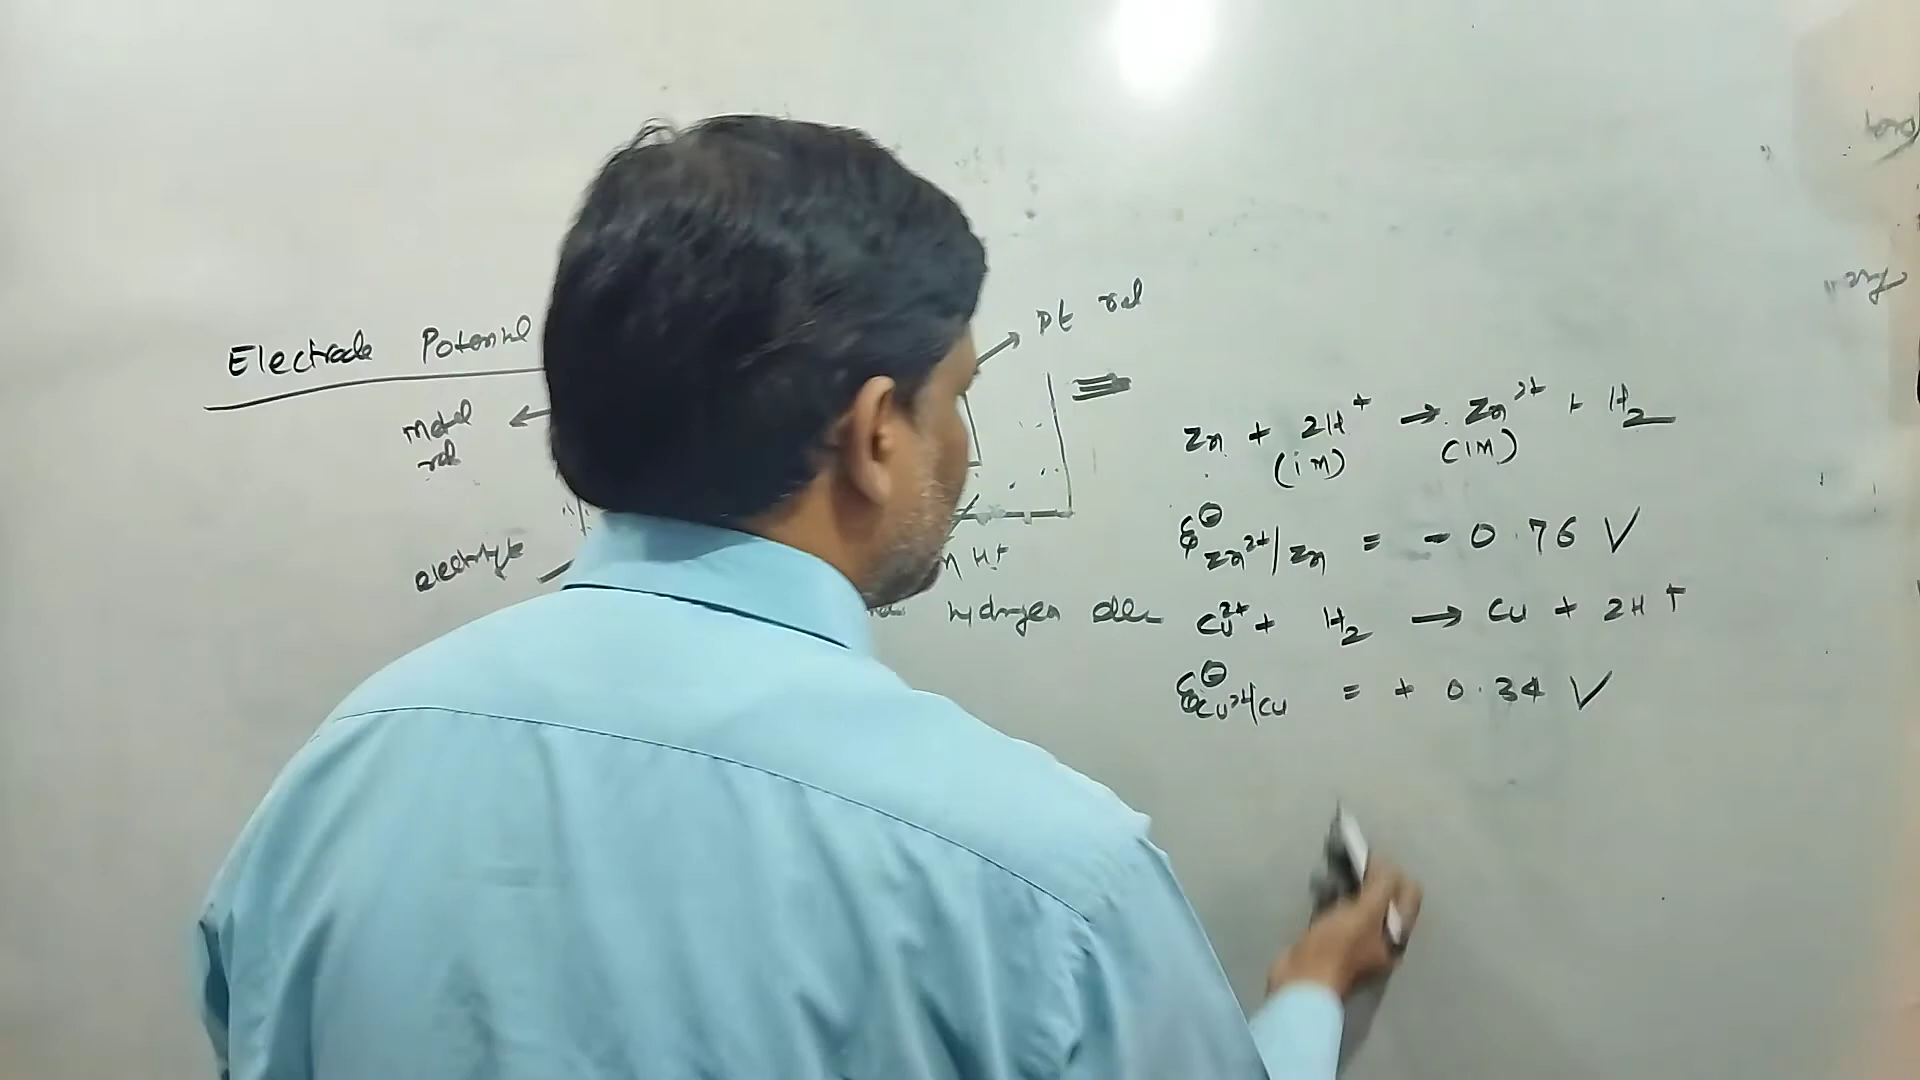 Electrode Potential
Metal
rod
electrolyte
Pt rod
M H+
hydrogen elec
Zn + 2H⁺ → Zn²⁺ + H₂
(1M) (1M)
E⊖ Zn²⁺/Zn = - 0.76 V
Cu²⁺ + H₂ → Cu + 2H⁺
E⊖ Cu²⁺/Cu = + 0.34 V